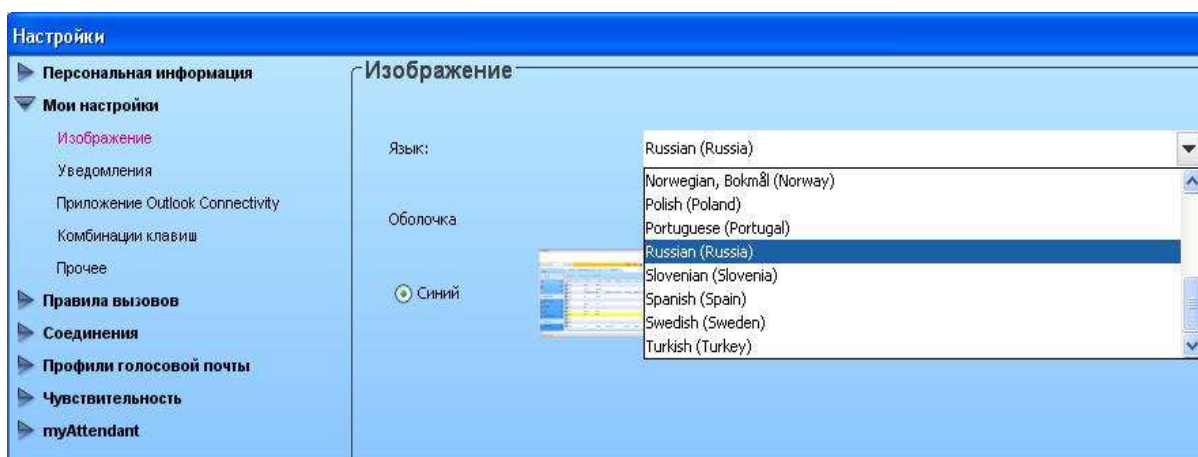 Настройки
Персональная информация
Мои настройки
Изображение
Уведомления
Приложение Outlook Connectivity
Комбинации клавиш
Прочее
Правила вызовов
Соединения
Профили голосовой почты
Чувствительность
myAttendant
Изображение
Язык:
Russian (Russia)
Norwegian, Bokmål (Norway)
Polish (Poland)
Portuguese (Portugal)
Russian (Russia)
Slovenian (Slovenia)
Spanish (Spain)
Swedish (Sweden)
Turkish (Turkey)
Оболочка
Синий